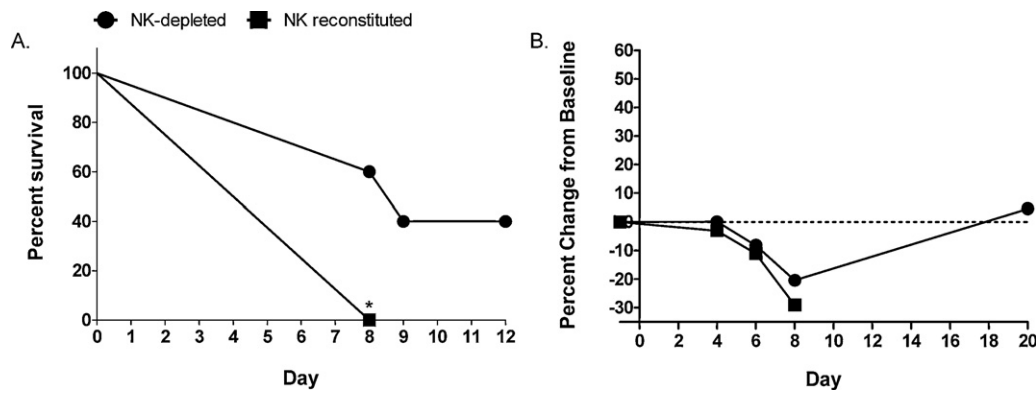 NK-depleted NK reconstituted
A.
Percent survival
100
80
60
40
20
0
*
0 1 2 3 4 5 6 7 8 9 10 11 12
Day
B.
Percent Change from Baseline
60
50
40
30
20
10
0
-10
-20
-30
0 2 4 6 8 10 12 14 16 18 20
Day